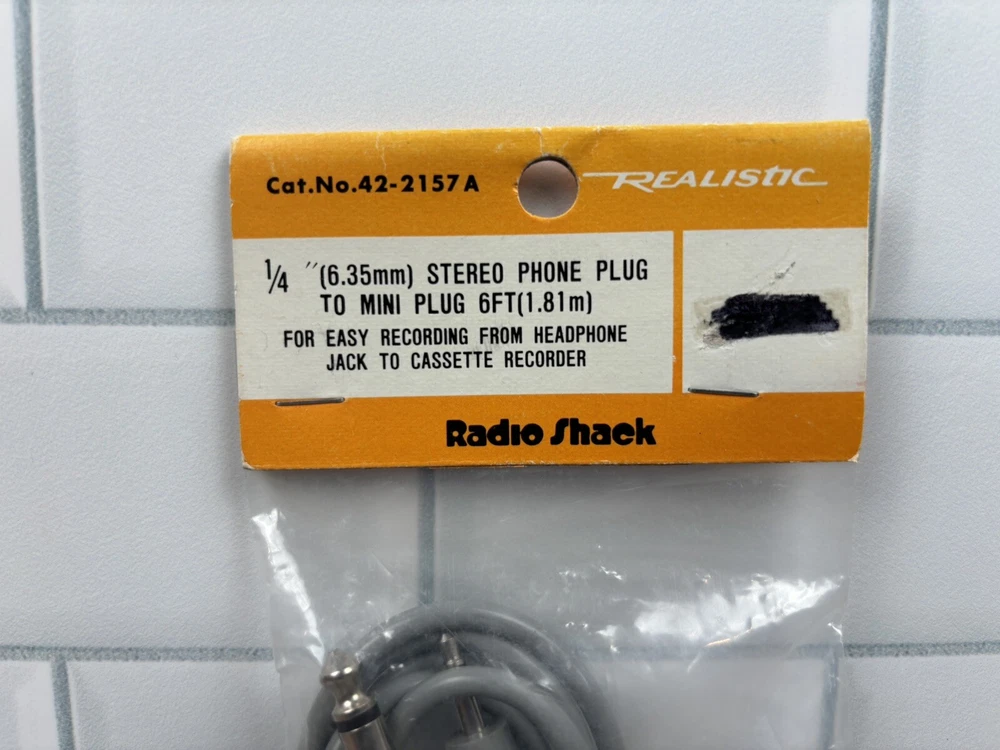 Cat.No.42-2157A
REALISTIC
1/4 "(6.35mm) STEREO PHONE PLUG
TO MINI PLUG 6FT(1.81m)
FOR EASY RECORDING FROM HEADPHONE
JACK TO CASSETTE RECORDER
Radio Shack